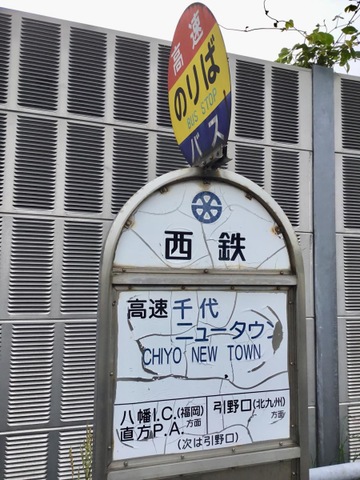 高速
のりば
BUS STOP
バス
西鉄
高速千代
ニュータウン
CHIYO NEW TOWN
八幡I.C.(福岡)方面
直方P.A.
引野口(北九州)方面
(次は引野口)